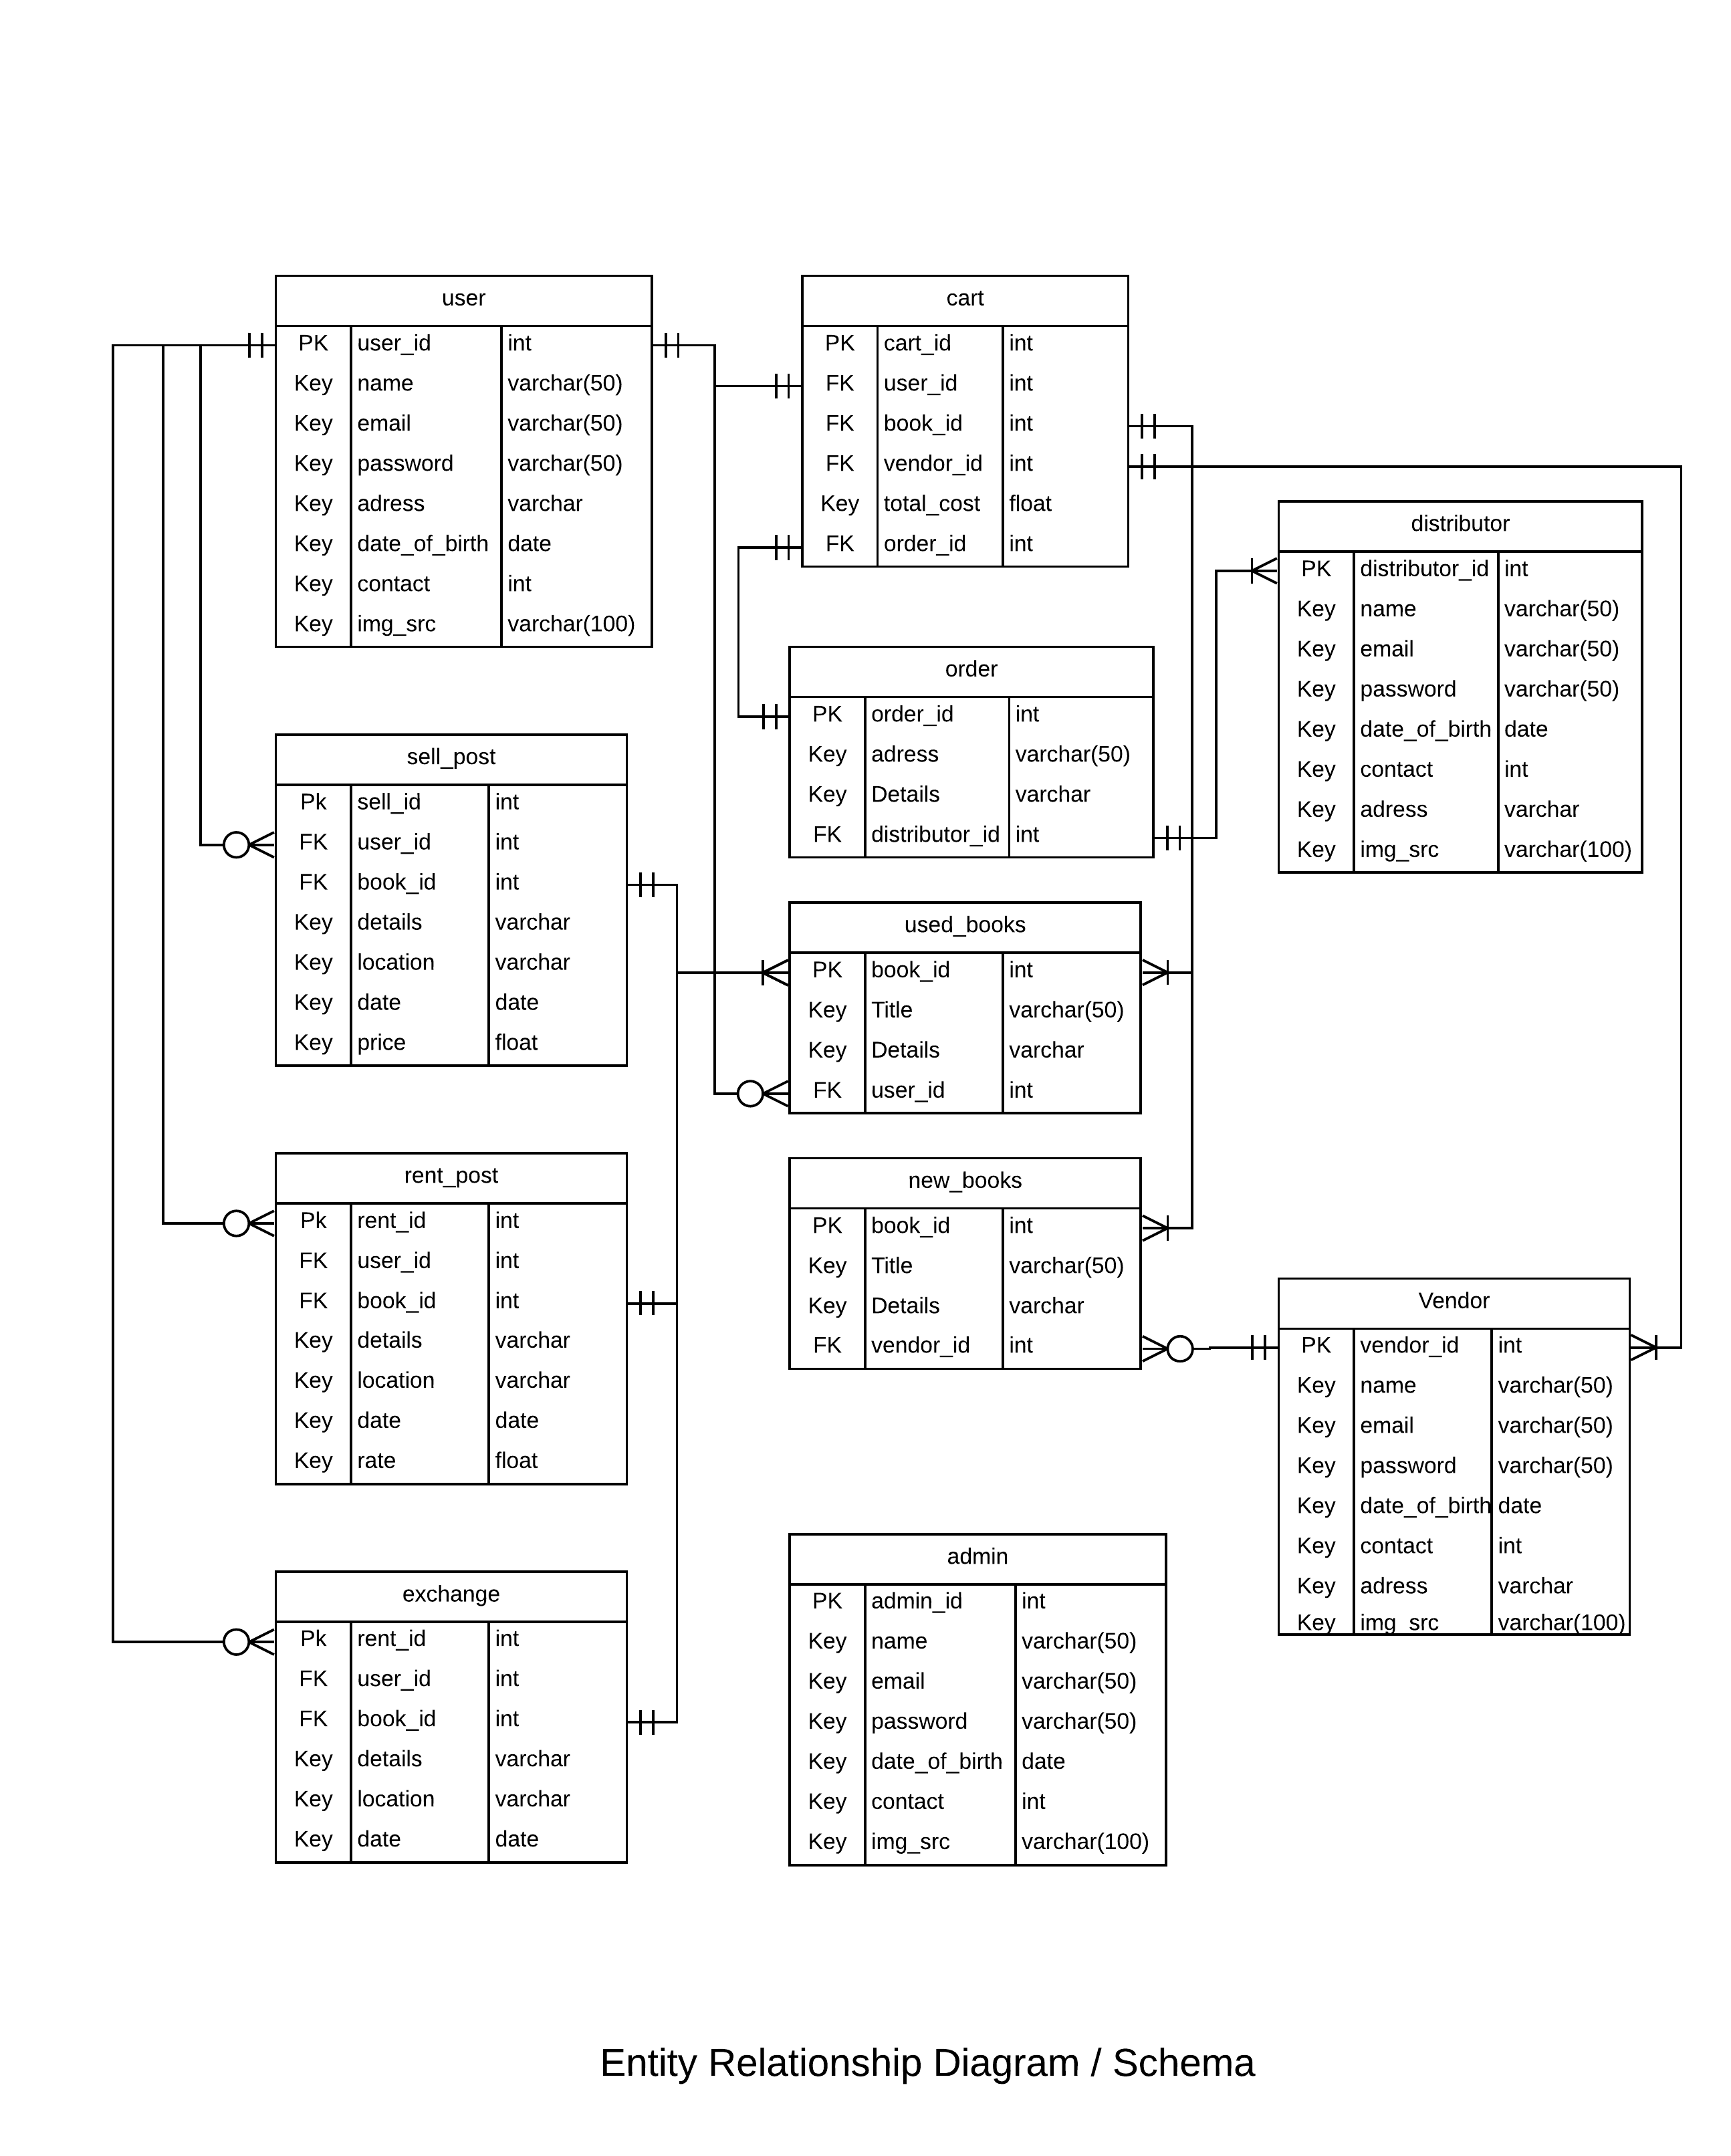 user
PK user_id int
Key name varchar(50)
Key email varchar(50)
Key password varchar(50)
Key adress varchar
Key date_of_birth date
Key contact int
Key img_src varchar(100)
cart
PK cart_id int
FK user_id int
FK book_id int
FK vendor_id int
Key total_cost float
FK order_id int
distributor
PK distributor_id int
Key name varchar(50)
Key email varchar(50)
Key password varchar(50)
Key date_of_birth date
Key contact int
Key adress varchar
Key img_src varchar(100)
order
PK order_id int
Key adress varchar(50)
Key Details varchar
FK distributor_id int
sell_post
Pk sell_id int
FK user_id int
FK book_id int
Key details varchar
Key location varchar
Key date date
Key price float
used_books
PK book_id int
Key Title varchar(50)
Key Details varchar
FK user_id int
rent_post
Pk rent_id int
FK user_id int
FK book_id int
Key details varchar
Key location varchar
Key date date
Key rate float
new_books
PK book_id int
Key Title varchar(50)
Key Details varchar
FK vendor_id int
Vendor
PK vendor_id int
Key name varchar(50)
Key email varchar(50)
Key password varchar(50)
Key date_of_birth date
Key contact int
Key adress varchar
Key img_src varchar(100)
exchange
Pk rent_id int
FK user_id int
FK book_id int
Key details varchar
Key location varchar
Key date date
admin
PK admin_id int
Key name varchar(50)
Key email varchar(50)
Key password varchar(50)
Key date_of_birth date
Key contact int
Key img_src varchar(100)
Entity Relationship Diagram / Schema